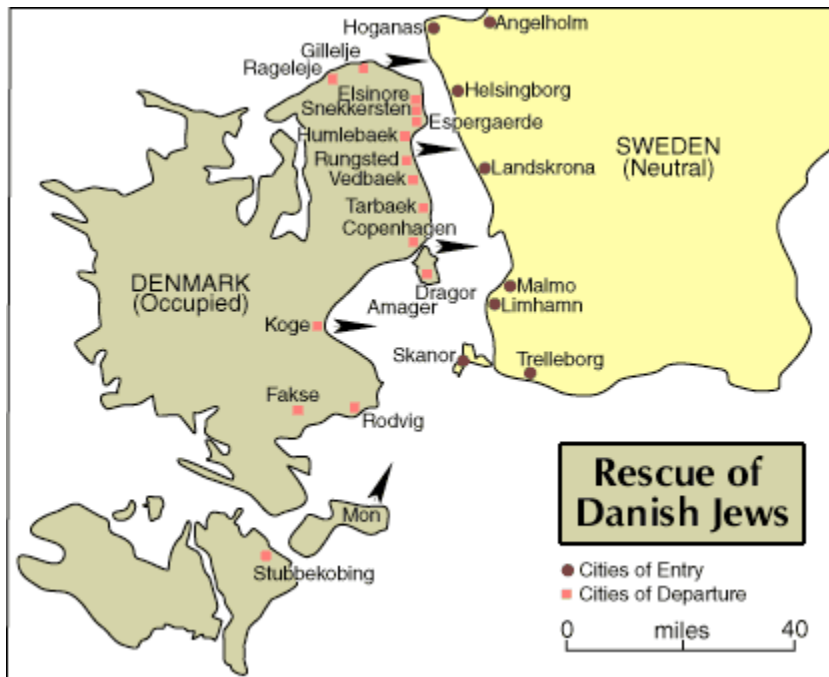 Hoganas
Angelholm
Gillelje
Rageleje
Helsingborg
Elsinore
Snekkersten
Espergaerde
Humlebaek
SWEDEN
(Neutral)
Rungsted
Landskrona
Vedbaek
Tarbaek
Copenhagen
DENMARK
(Occupied)
Dragor
Malmo
Amager
Limhamn
Koge
Skanor
Trelleborg
Fakse
Rodvig
Rescue of
Danish Jews
Mon
Stubbekobing
Cities of Entry
Cities of Departure
0 miles 40